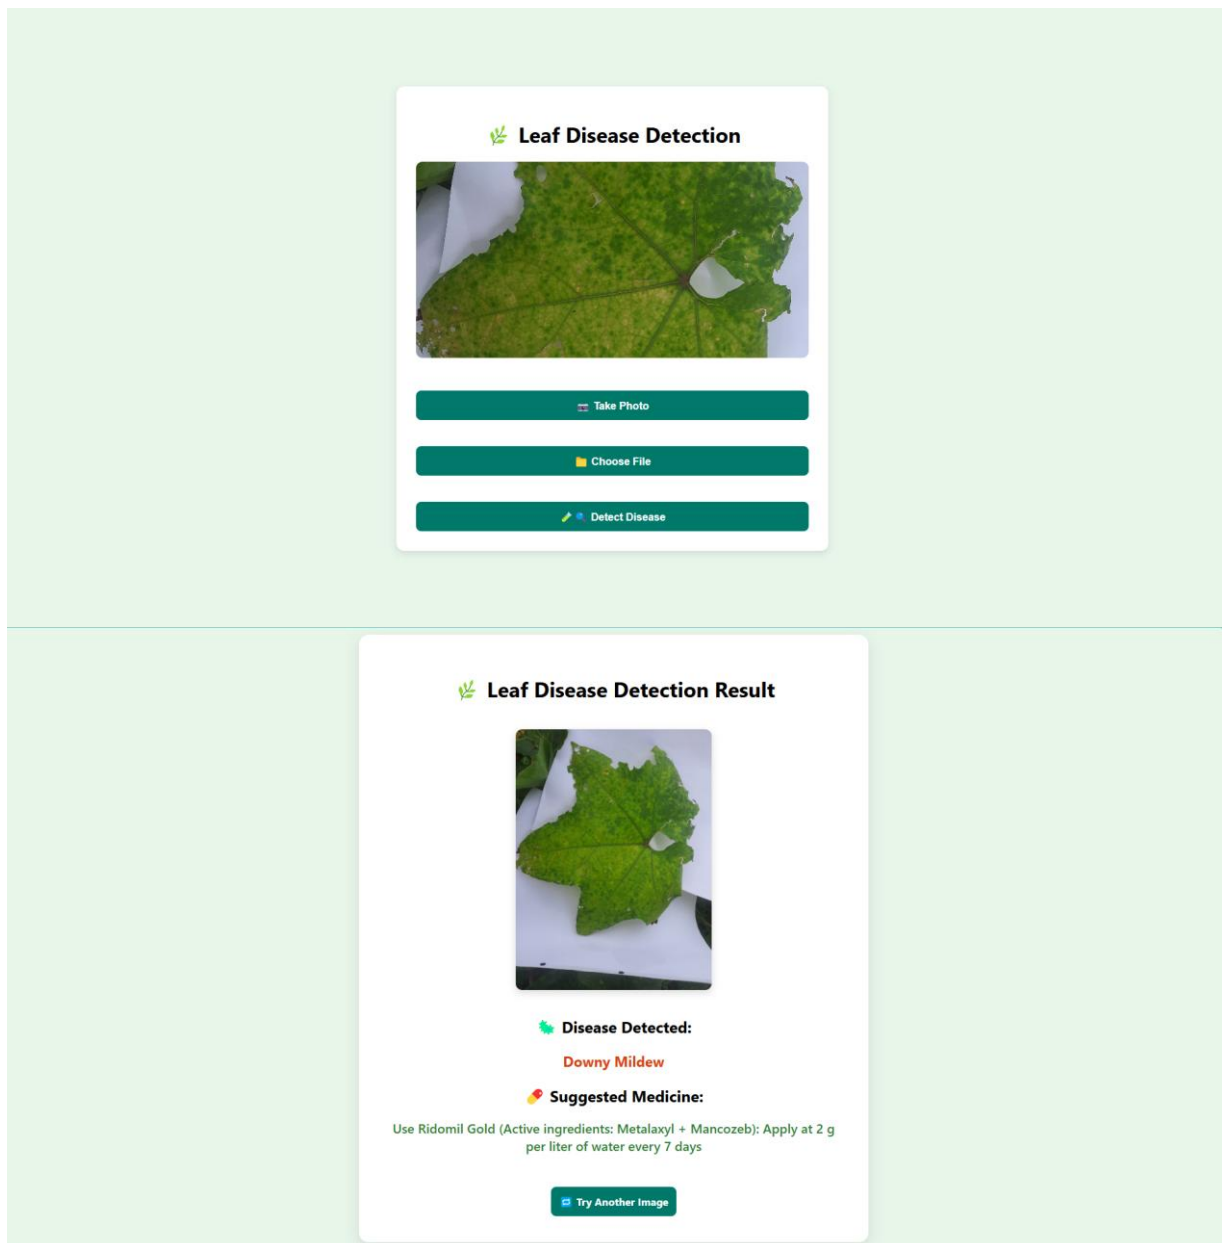 Leaf Disease Detection
Take Photo
Choose File
Detect Disease
Leaf Disease Detection Result
Disease Detected:
Downy Mildew
Suggested Medicine:
Use Ridomil Gold (Active ingredients: Metalaxyl + Mancozeb): Apply at 2 g
per liter of water every 7 days
Try Another Image